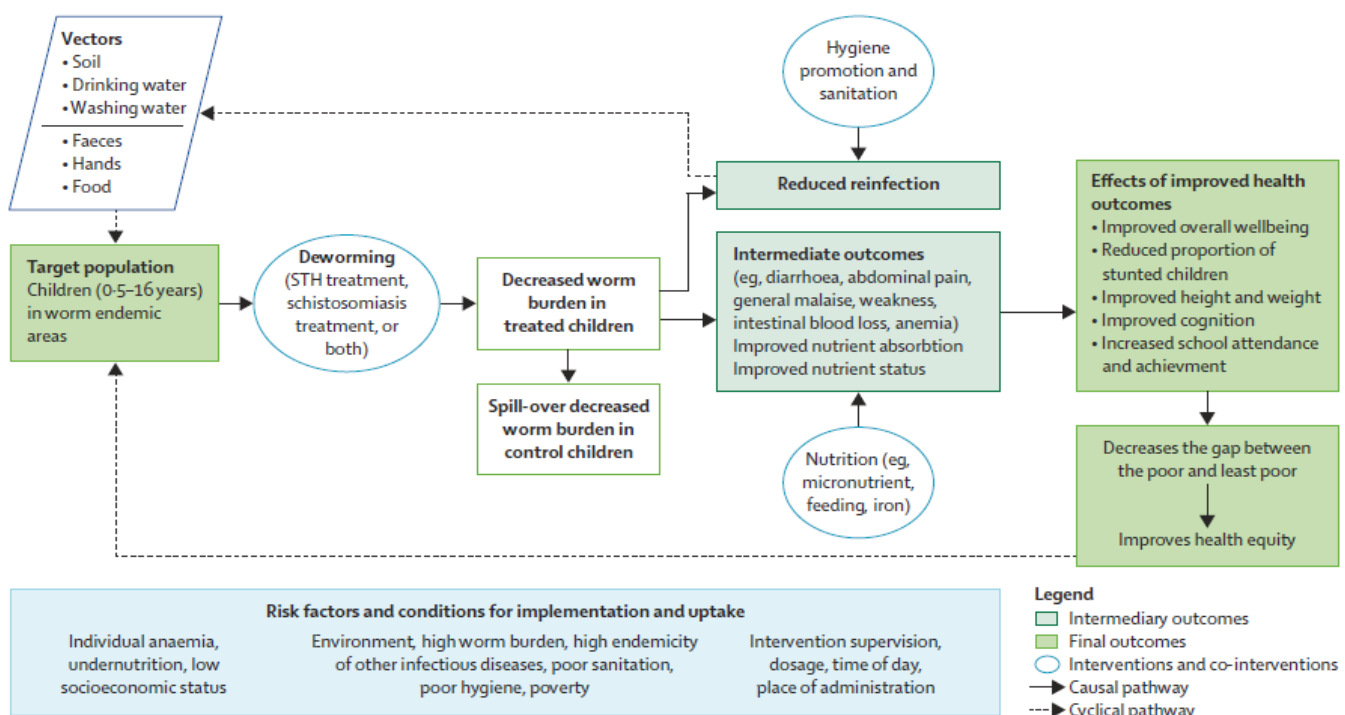 Vectors
• Soil
• Drinking water
• Washing water
• Faeces
• Hands
• Food
Target population
Children (0·5–16 years)
in worm endemic
areas
Deworming
(STH treatment,
schistosomiasis
treatment, or
both)
Decreased worm
burden in
treated children
Spill-over decreased
worm burden in
control children
Hygiene
promotion and
sanitation
Reduced reinfection
Intermediate outcomes
(eg, diarrhoea, abdominal pain,
general malaise, weakness,
intestinal blood loss, anemia)
Improved nutrient absorbtion
Improved nutrient status
Nutrition (eg,
micronutrient,
feeding, iron)
Effects of improved health
outcomes
• Improved overall wellbeing
• Reduced proportion of
stunted children
• Improved height and weight
• Improved cognition
• Increased school attendance
and achievment
Decreases the gap between
the poor and least poor
Improves health equity
Risk factors and conditions for implementation and uptake
Individual anaemia,
undernutrition, low
socioeconomic status
Environment, high worm burden, high endemicity
of other infectious diseases, poor sanitation,
poor hygiene, poverty
Intervention supervision,
dosage, time of day,
place of administration
Legend
Intermediary outcomes
Final outcomes
Interventions and co-interventions
Causal pathway
Cyclical pathway